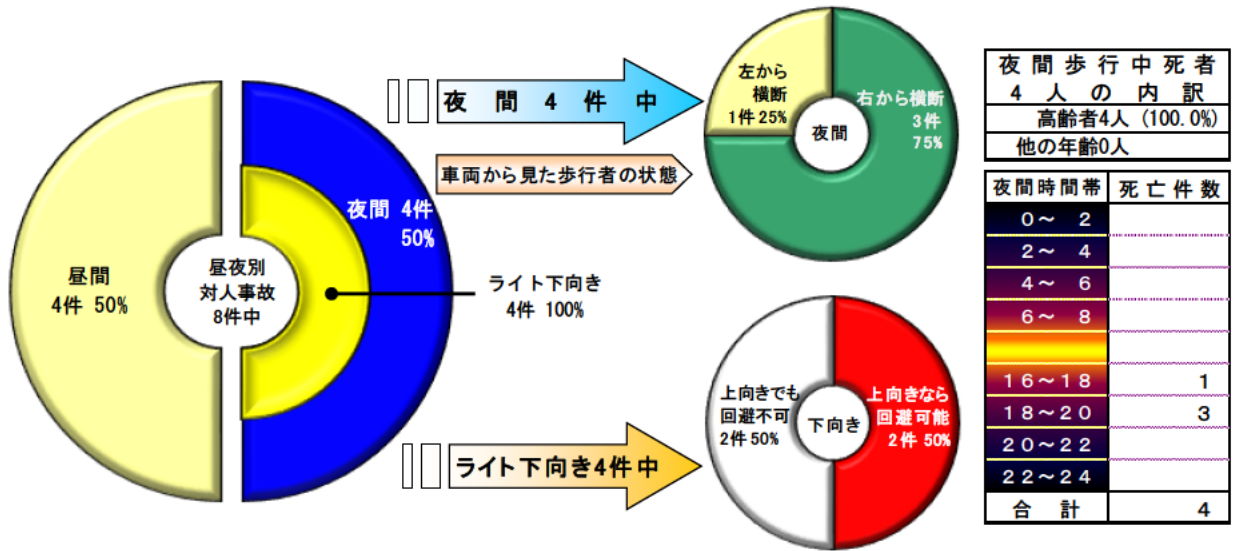 昼間
4件 50%
昼夜別
対人事故
8件中
夜間 4件
50%
ライト下向き
4件 100%
夜間4件中
車両から見た歩行者の状態
左から
横断
1件 25%
右から横断
3件
75%
夜間
ライト下向き4件中
上向きでも
回避不可
2件 50%
下向き
上向きなら
回避可能
2件 50%
夜間歩行中死者
4人の内訳
高齢者4人 (100.0%)
他の年齢0人
夜間時間帯 死亡件数
0~ 2
2~ 4
4~ 6
6~ 8
16~18 1
18~20 3
20~22
22~24
合計 4